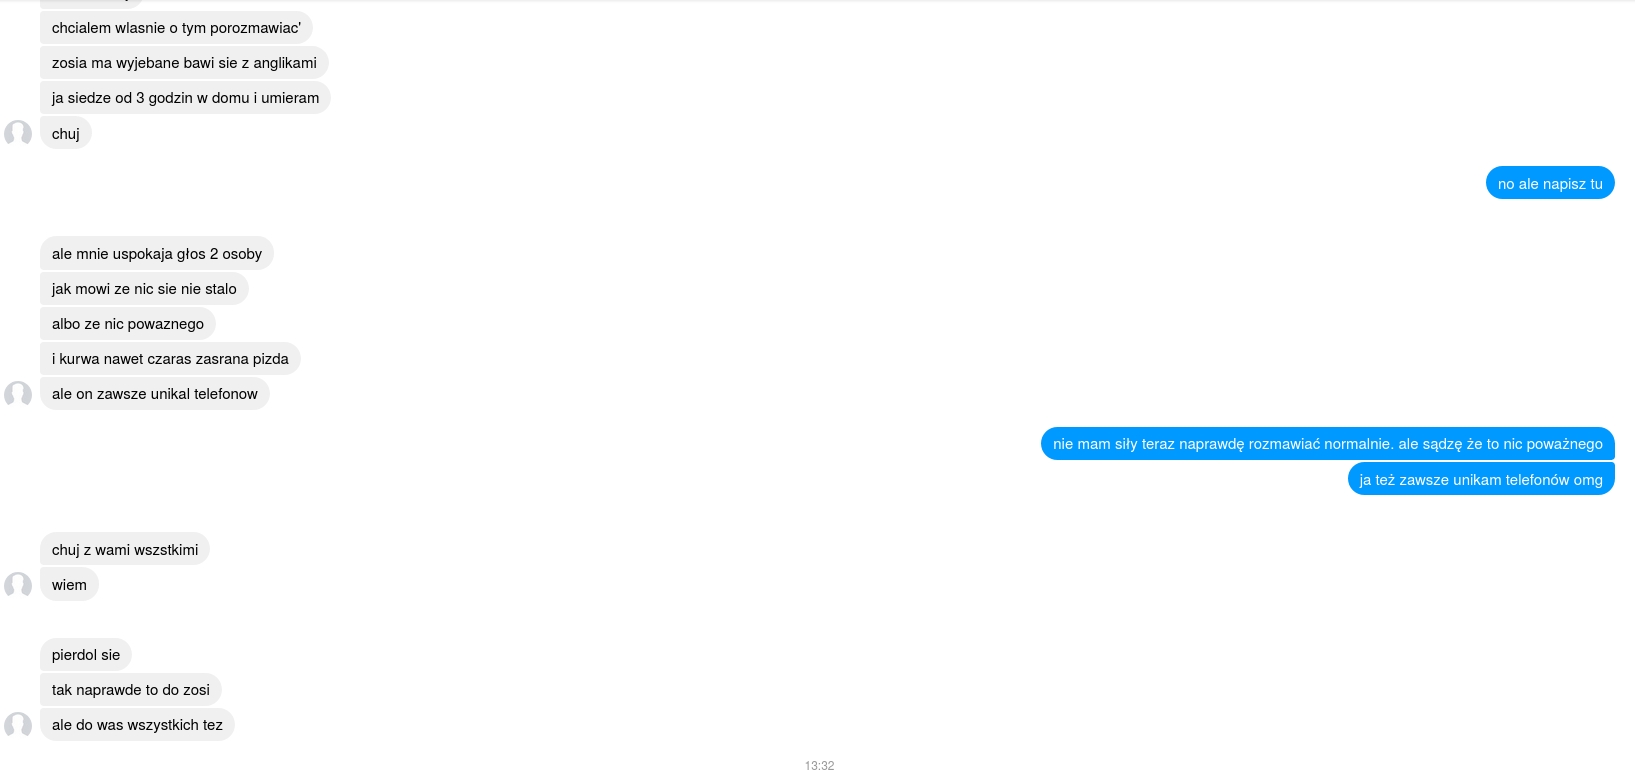 chcialem wlasnie o tym porozmawiac'
zosia ma wyjebane bawi sie z anglikami
ja siedze od 3 godzin w domu i umieram
chuj
no ale napisz tu
ale mnie uspokaja głos 2 osoby
jak mowi ze nic sie nie stalo
albo ze nic powaznego
i kurwa nawet czaras zasrana pizda
ale on zawsze unikal telefonow
nie mam siły teraz naprawdę rozmawiać normalnie. ale sądzę że to nic poważnego
ja też zawsze unikam telefonów omg
chuj z wami wszstkimi
wiem
pierdol sie
tak naprawde to do zosi
ale do was wszystkich tez
13:32